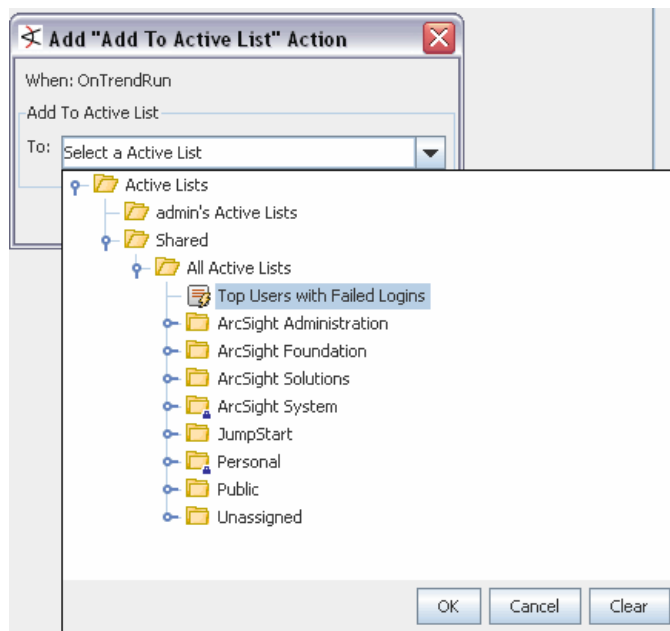 Add "Add To Active List" Action
When: OnTrendRun
Add To Active List
To: Select a Active List
Active Lists
admin's Active Lists
Shared
All Active Lists
Top Users with Failed Logins
ArcSight Administration
ArcSight Foundation
ArcSight Solutions
ArcSight System
JumpStart
Personal
Public
Unassigned
OK Cancel Clear